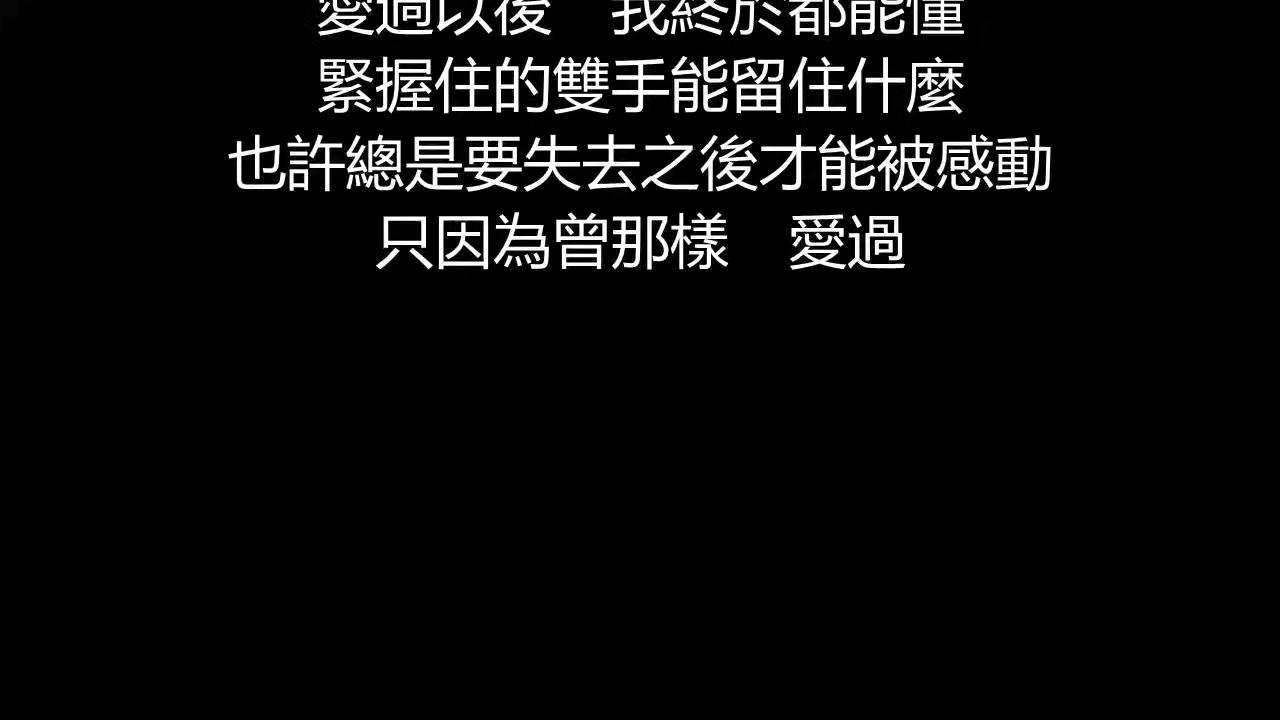 愛過以後　我終於都能懂
緊握住的雙手能留住什麼
也許總是要失去之後才能被感動
只因為曾那樣　愛過